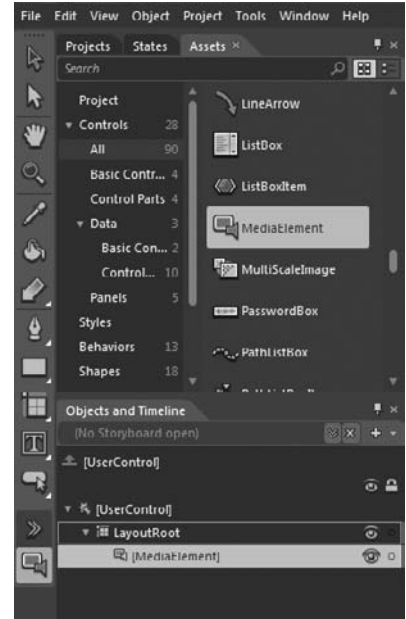 File Edit View Object Project Tools Window Help
Projects States Assets ×
Search
Project
Controls 28
All 90
Basic Contr... 4
Control Parts 4
Data 3
Basic Con... 2
Control... 10
Panels 5
Styles
Behaviors 13
Shapes 18
LineArrow
ListBox
ListBoxItem
MediaElement
MultiScaleImage
PasswordBox
PathListBox
Objects and Timeline
(No Storyboard open)
[UserControl]
[UserControl]
LayoutRoot
[MediaElement]